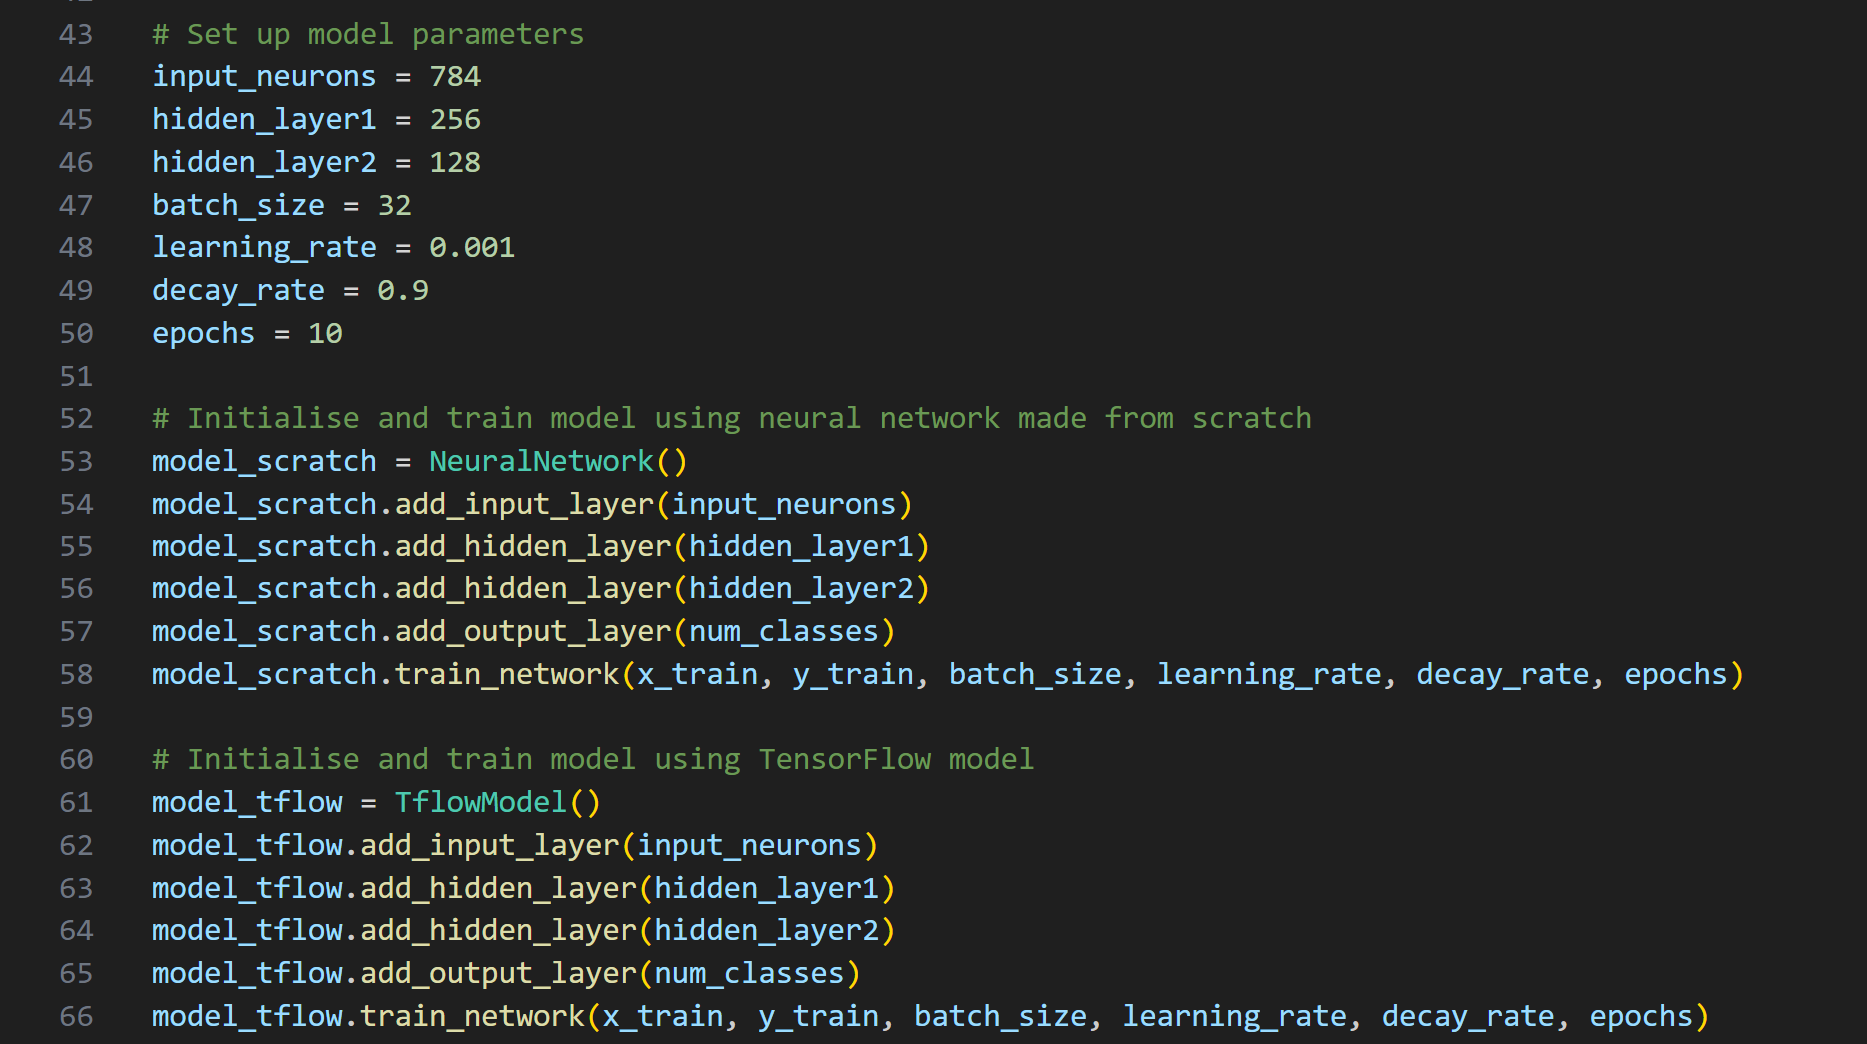 43 # Set up model parameters
44 input_neurons = 784
45 hidden_layer1 = 256
46 hidden_layer2 = 128
47 batch_size = 32
48 learning_rate = 0.001
49 decay_rate = 0.9
50 epochs = 10
51
52 # Initialise and train model using neural network made from scratch
53 model_scratch = NeuralNetwork()
54 model_scratch.add_input_layer(input_neurons)
55 model_scratch.add_hidden_layer(hidden_layer1)
56 model_scratch.add_hidden_layer(hidden_layer2)
57 model_scratch.add_output_layer(num_classes)
58 model_scratch.train_network(x_train, y_train, batch_size, learning_rate, decay_rate, epochs)
59
60 # Initialise and train model using TensorFlow model
61 model_tflow = TflowModel()
62 model_tflow.add_input_layer(input_neurons)
63 model_tflow.add_hidden_layer(hidden_layer1)
64 model_tflow.add_hidden_layer(hidden_layer2)
65 model_tflow.add_output_layer(num_classes)
66 model_tflow.train_network(x_train, y_train, batch_size, learning_rate, decay_rate, epochs)